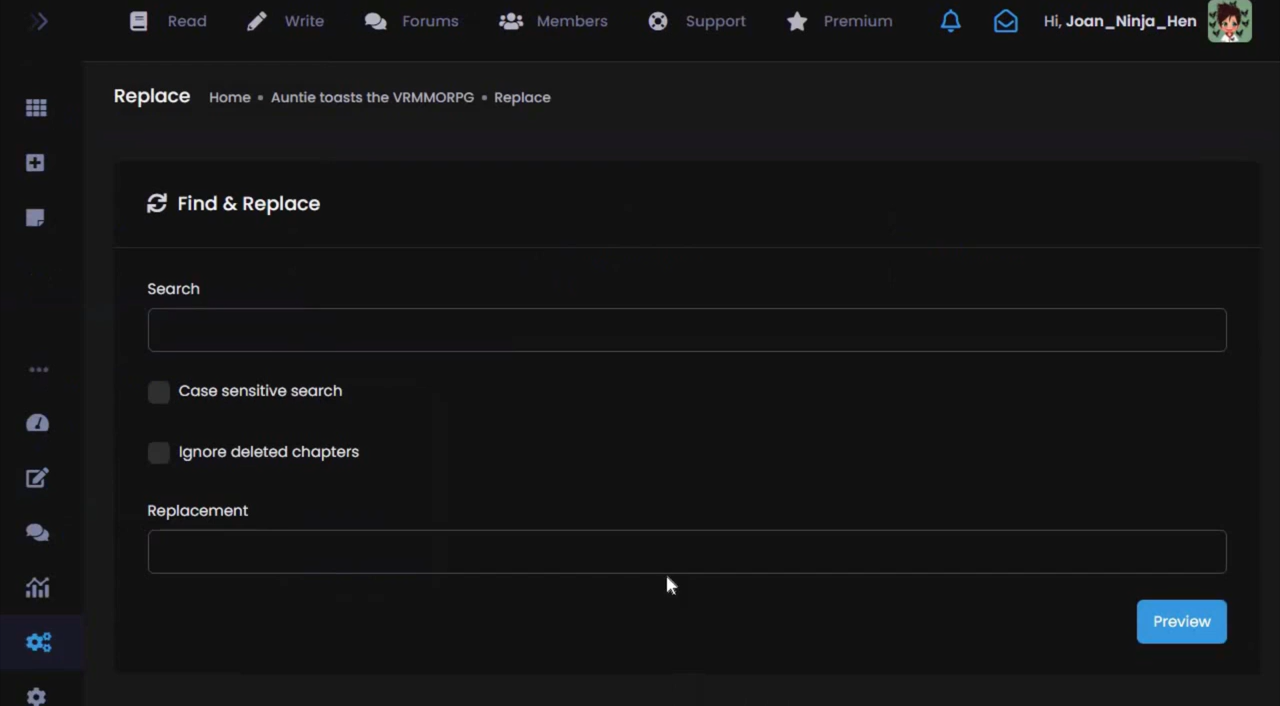 Read Write Forums Members Support Premium Hi, Joan_Ninja_Hen
Replace Home • Auntie toasts the VRMMORPG • Replace
Find & Replace
Search
Case sensitive search
Ignore deleted chapters
Replacement
Preview